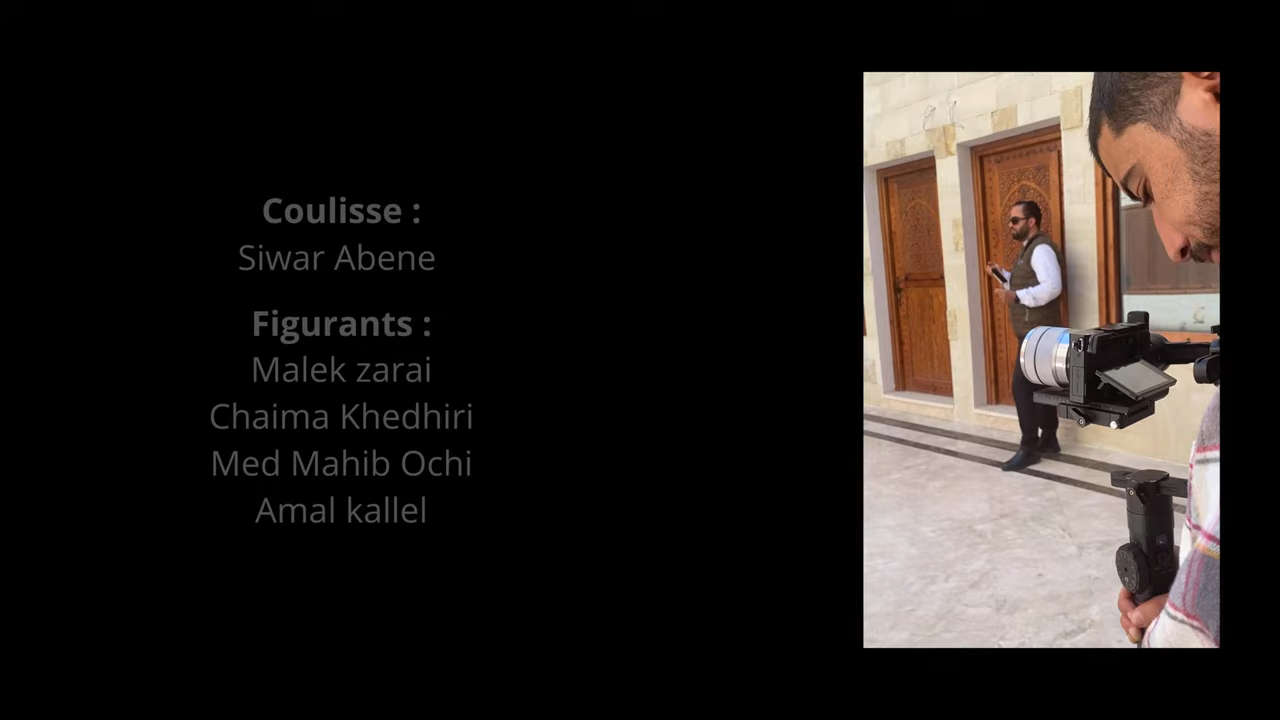 Coulisse :
Siwar Abene
Figurants :
Malek zarai
Chaima Khedhiri
Med Mahib Ochi
Amal kallel